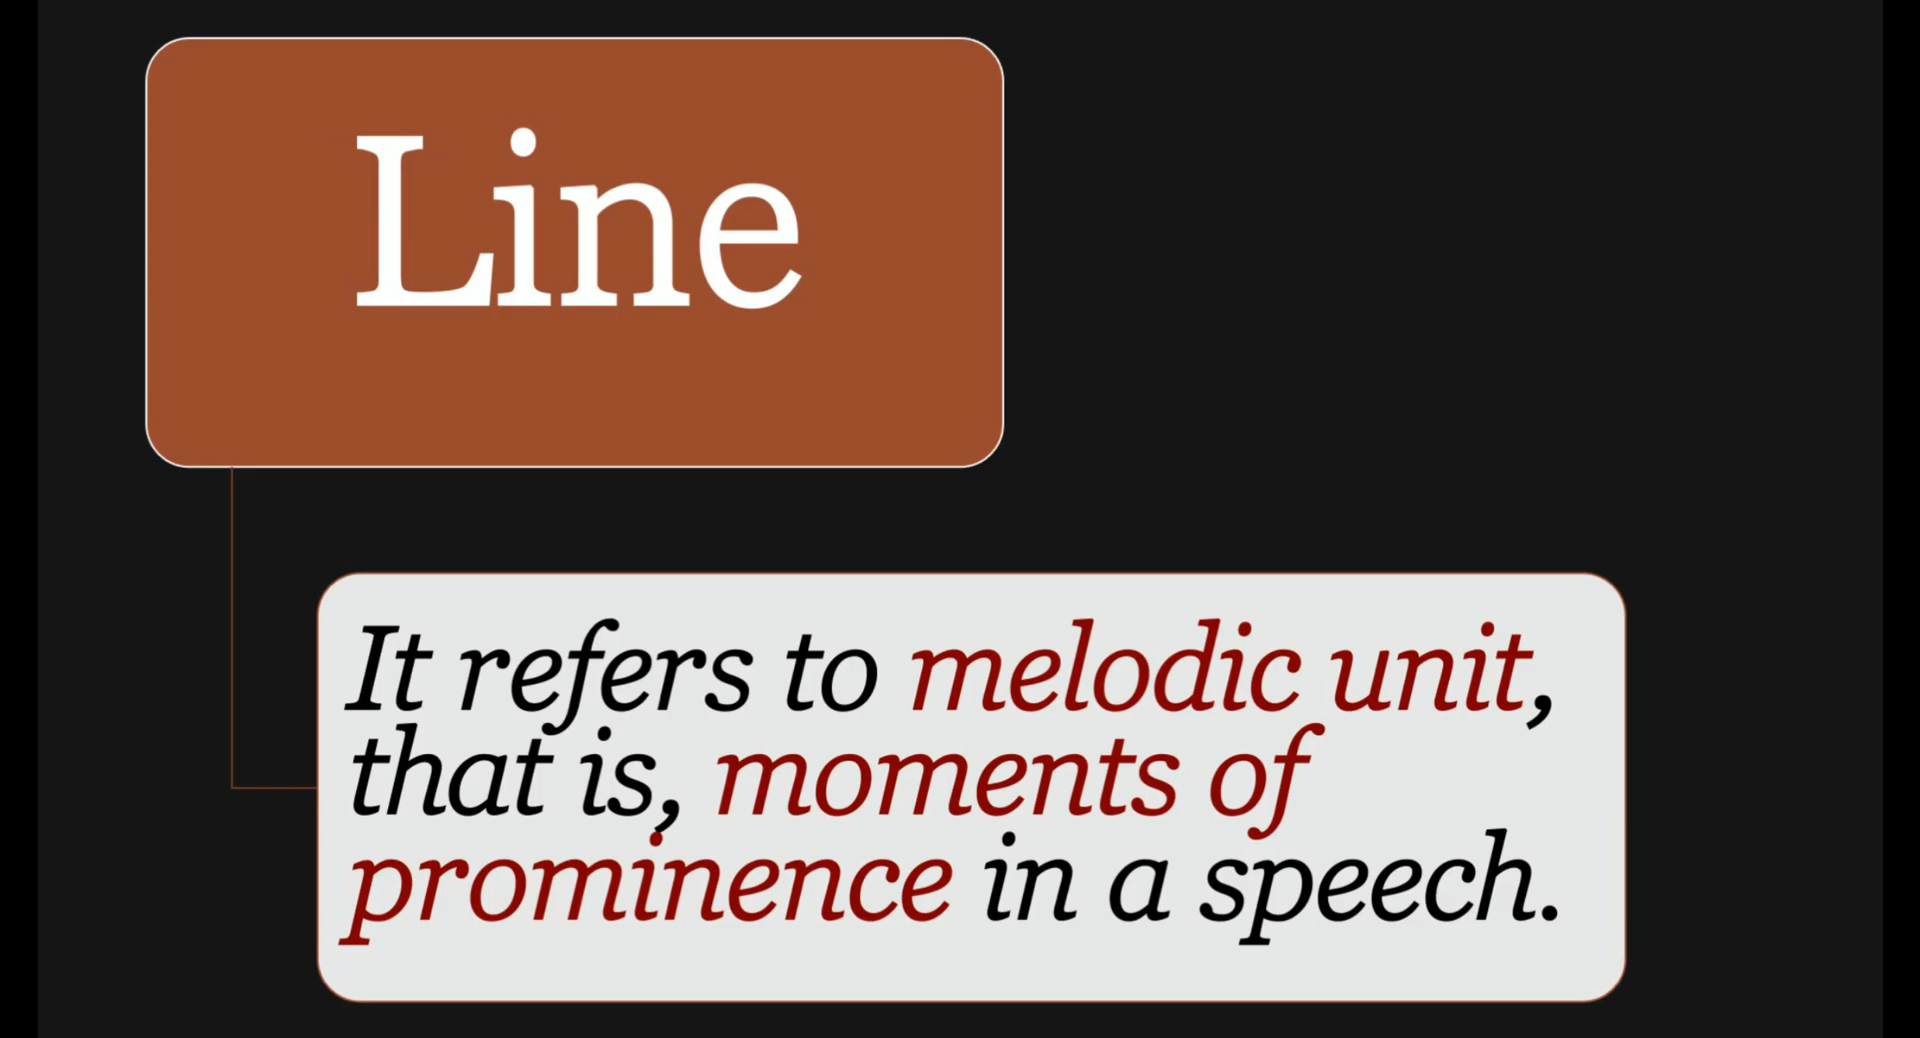 Line
It refers to melodic unit,
that is, moments of
prominence in a speech.